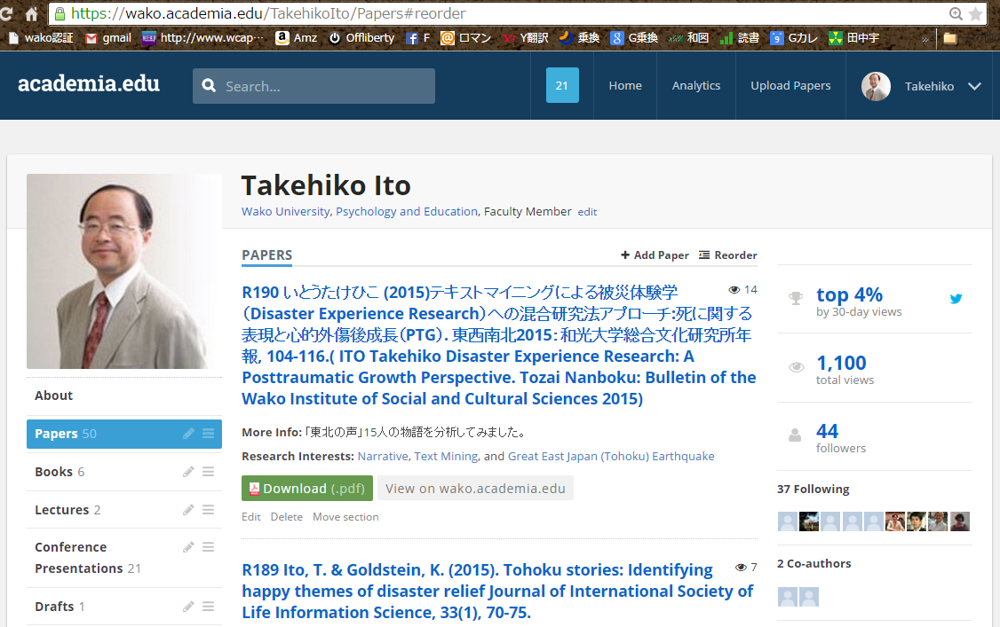 https://wako.academia.edu/TakehikoIto/Papers#reorder
wako認証 gmail http://www.wcap… Amz Offliberty F ロマン Y翻訳 乗換 G乗換 和図 読書 Gカレ 田中宇 »
academia.edu Search... 21 Home Analytics Upload Papers Takehiko
Takehiko Ito
Wako University, Psychology and Education, Faculty Member edit
About
Papers 50
Books 6
Lectures 2
Conference
Presentations 21
Drafts 1
PAPERS + Add Paper Reorder
R190 いとうたけひこ (2015)テキストマイニングによる被災体験学 14
（Disaster Experience Research）への混合研究法アプローチ:死に関する
表現と心的外傷後成長（PTG）. 東西南北2015：和光大学総合文化研究所年
報, 104-116.( ITO Takehiko Disaster Experience Research: A
Posttraumatic Growth Perspective. Tozai Nanboku: Bulletin of the
Wako Institute of Social and Cultural Sciences 2015)
More Info: 「東北の声」15人の物語を分析してみました。
Research Interests: Narrative, Text Mining, and Great East Japan (Tohoku) Earthquake
Download (.pdf) View on wako.academia.edu
Edit Delete Move section
R189 Ito, T. & Goldstein, K. (2015). Tohoku stories: Identifying 7
happy themes of disaster relief Journal of International Society of
Life Information Science, 33(1), 70-75.
top 4%
by 30-day views
1,100
total views
44
followers
37 Following
2 Co-authors